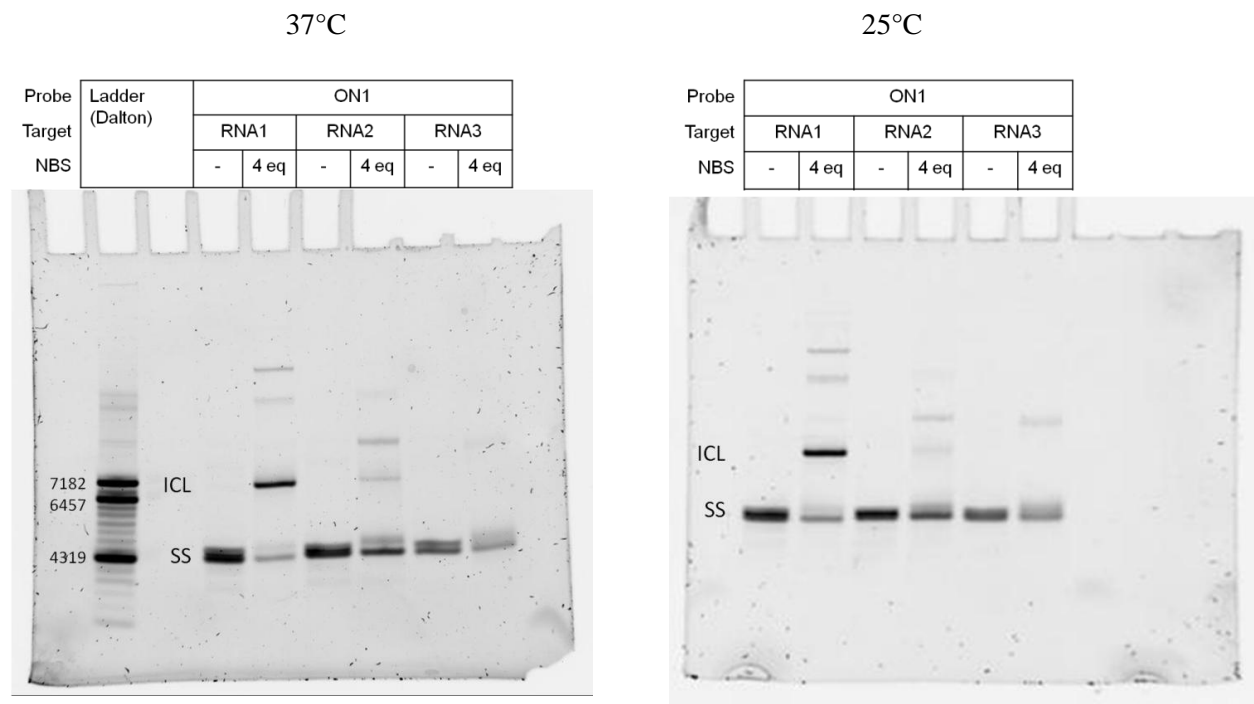 37°C
25°C
Probe Ladder (Dalton) ON1
Target RNA1 RNA2 RNA3
NBS - 4 eq - 4 eq - 4 eq
7182 ICL
6457
4319 SS
Probe ON1
Target RNA1 RNA2 RNA3
NBS - 4 eq - 4 eq - 4 eq
ICL
SS